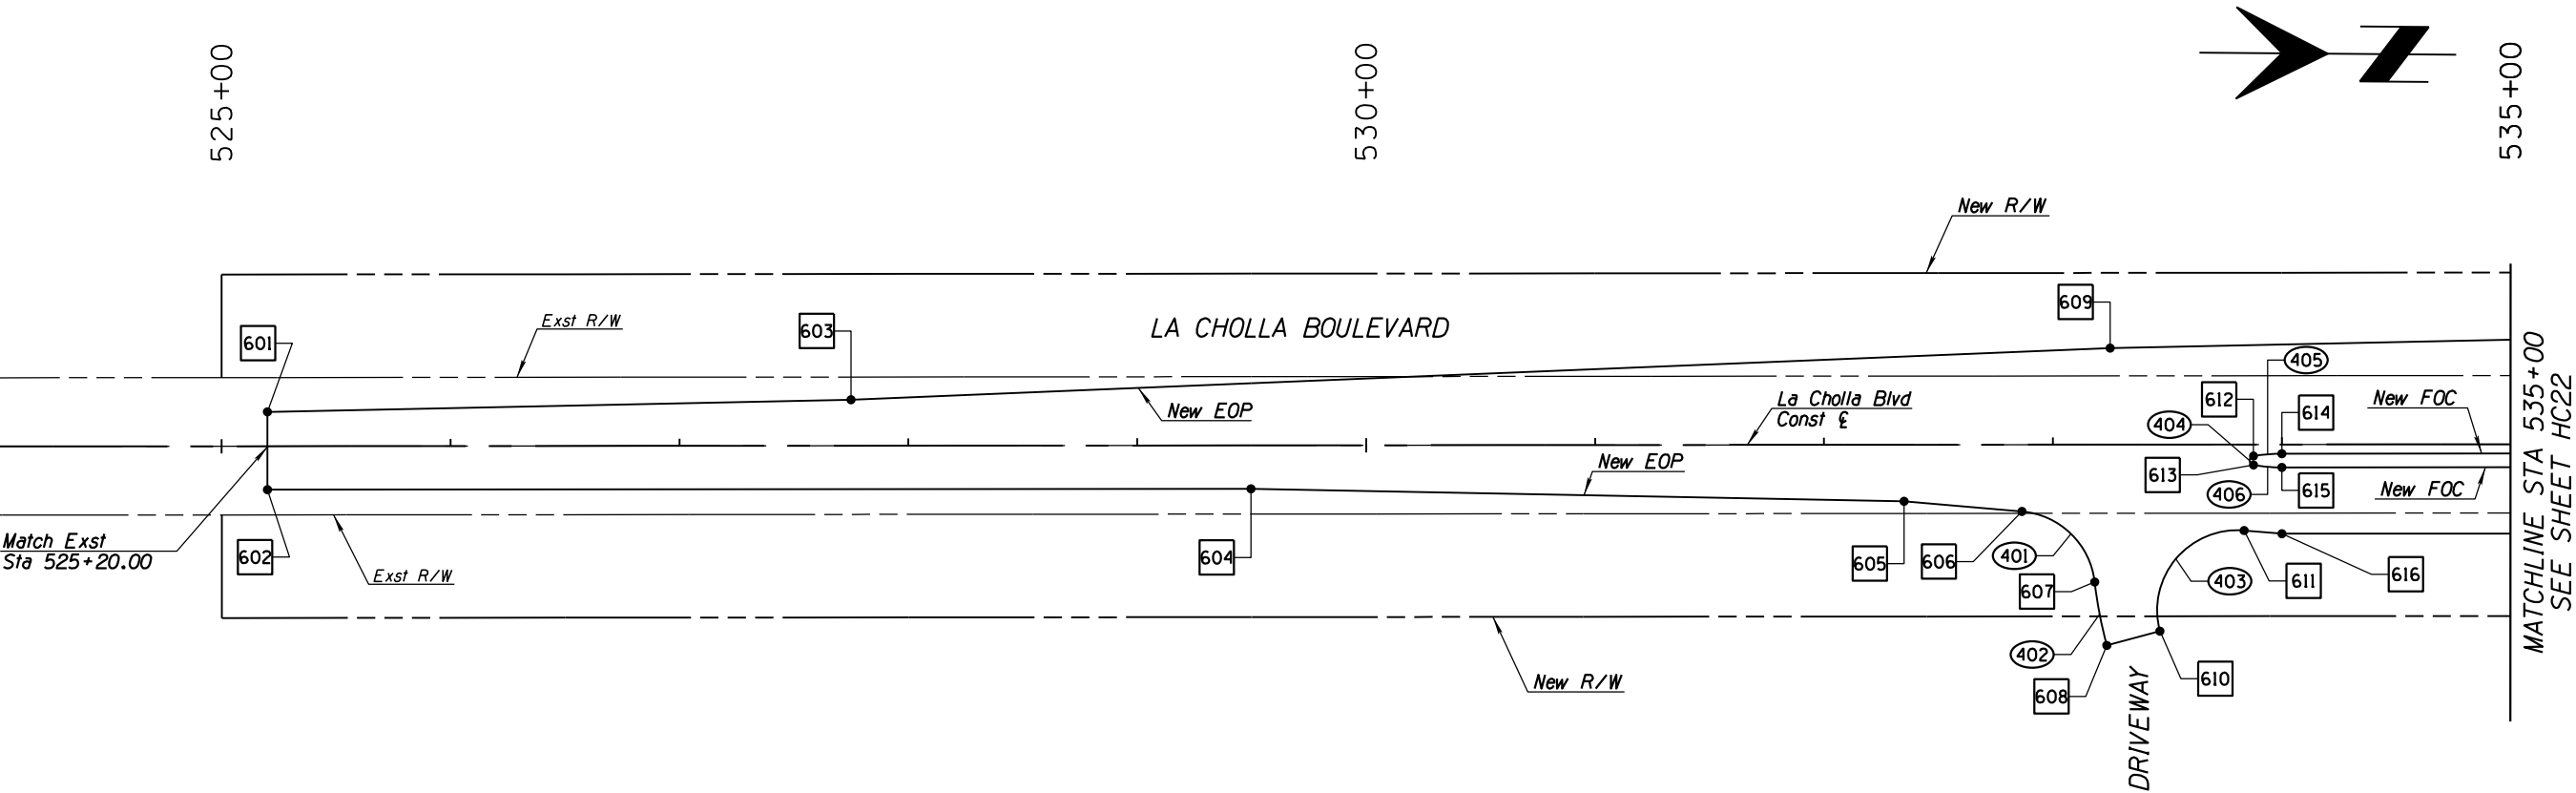 525+00
530+00
535+00
N
New R/W
609
601
Exst R/W
603
LA CHOLLA BOULEVARD
405
612
614
New FOC
La Cholla Blvd
Const ℄
New EOP
404
New EOP
613
406
615
New FOC
MATCHLINE STA 535+00
SEE SHEET HC22
Match Exst
Sta 525+20.00
602
Exst R/W
604
605
606
401
607
403
611
616
402
608
610
New R/W
DRIVEWAY